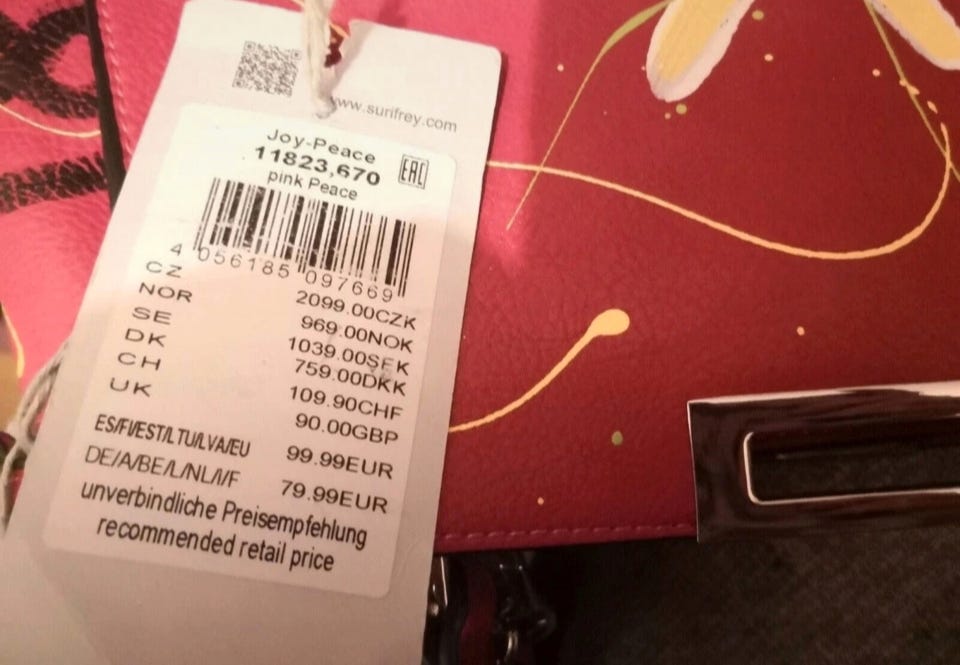 www.surifrey.com
Joy-Peace
11823,670
EAC
pink Peace
4 056185 097669
CZ 2099.00CZK
NOR 969.00NOK
SE 1039.00SEK
DK 759.00DKK
CH 109.90CHF
UK 90.00GBP
ES/FI/EST/LTU/LVA/EU 99.99EUR
DE/A/BE/L/NL/I/F 79.99EUR
unverbindliche Preisempfehlung
recommended retail price